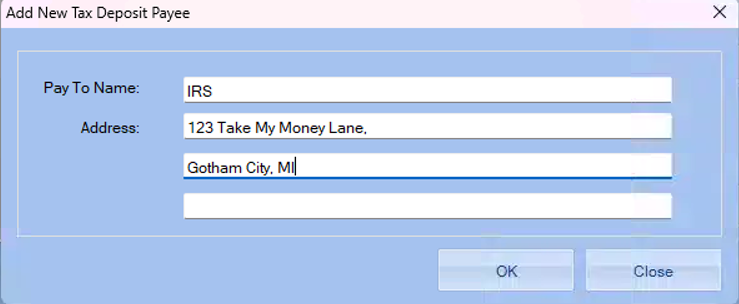 Add New Tax Deposit Payee
Pay To Name: IRS
Address: 123 Take My Money Lane,
Gotham City, MI
OK Close